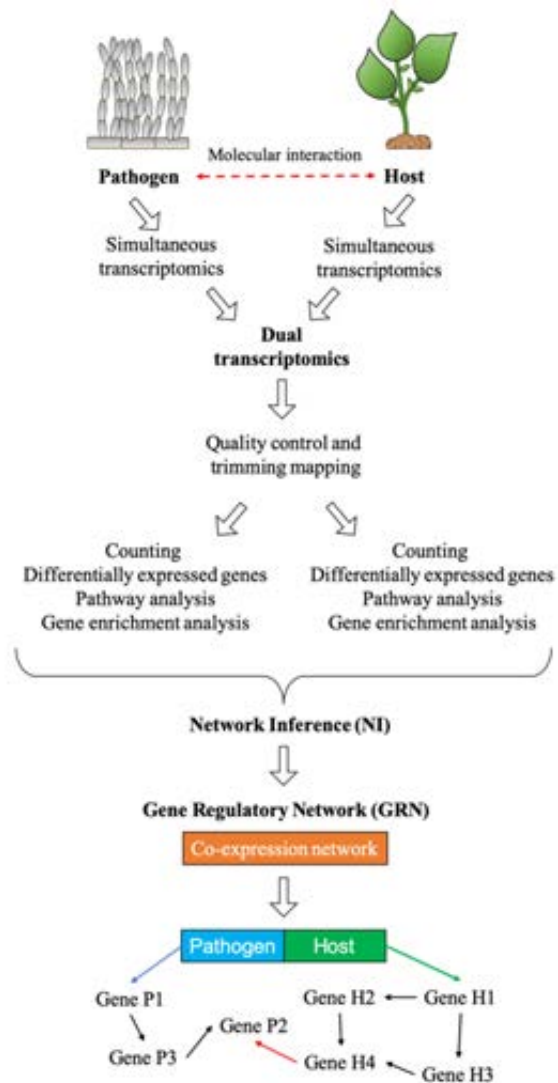 Molecular interaction
Pathogen
Host
Simultaneous
transcriptomics
Simultaneous
transcriptomics
Dual
transcriptomics
Quality control and
trimming mapping
Counting
Differentially expressed genes
Pathway analysis
Gene enrichment analysis
Counting
Differentially expressed genes
Pathway analysis
Gene enrichment analysis
Network Inference (NI)
Gene Regulatory Network (GRN)
Co-expression network
Pathogen
Host
Gene P1
Gene H2
Gene H1
Gene P2
Gene P3
Gene H4
Gene H3